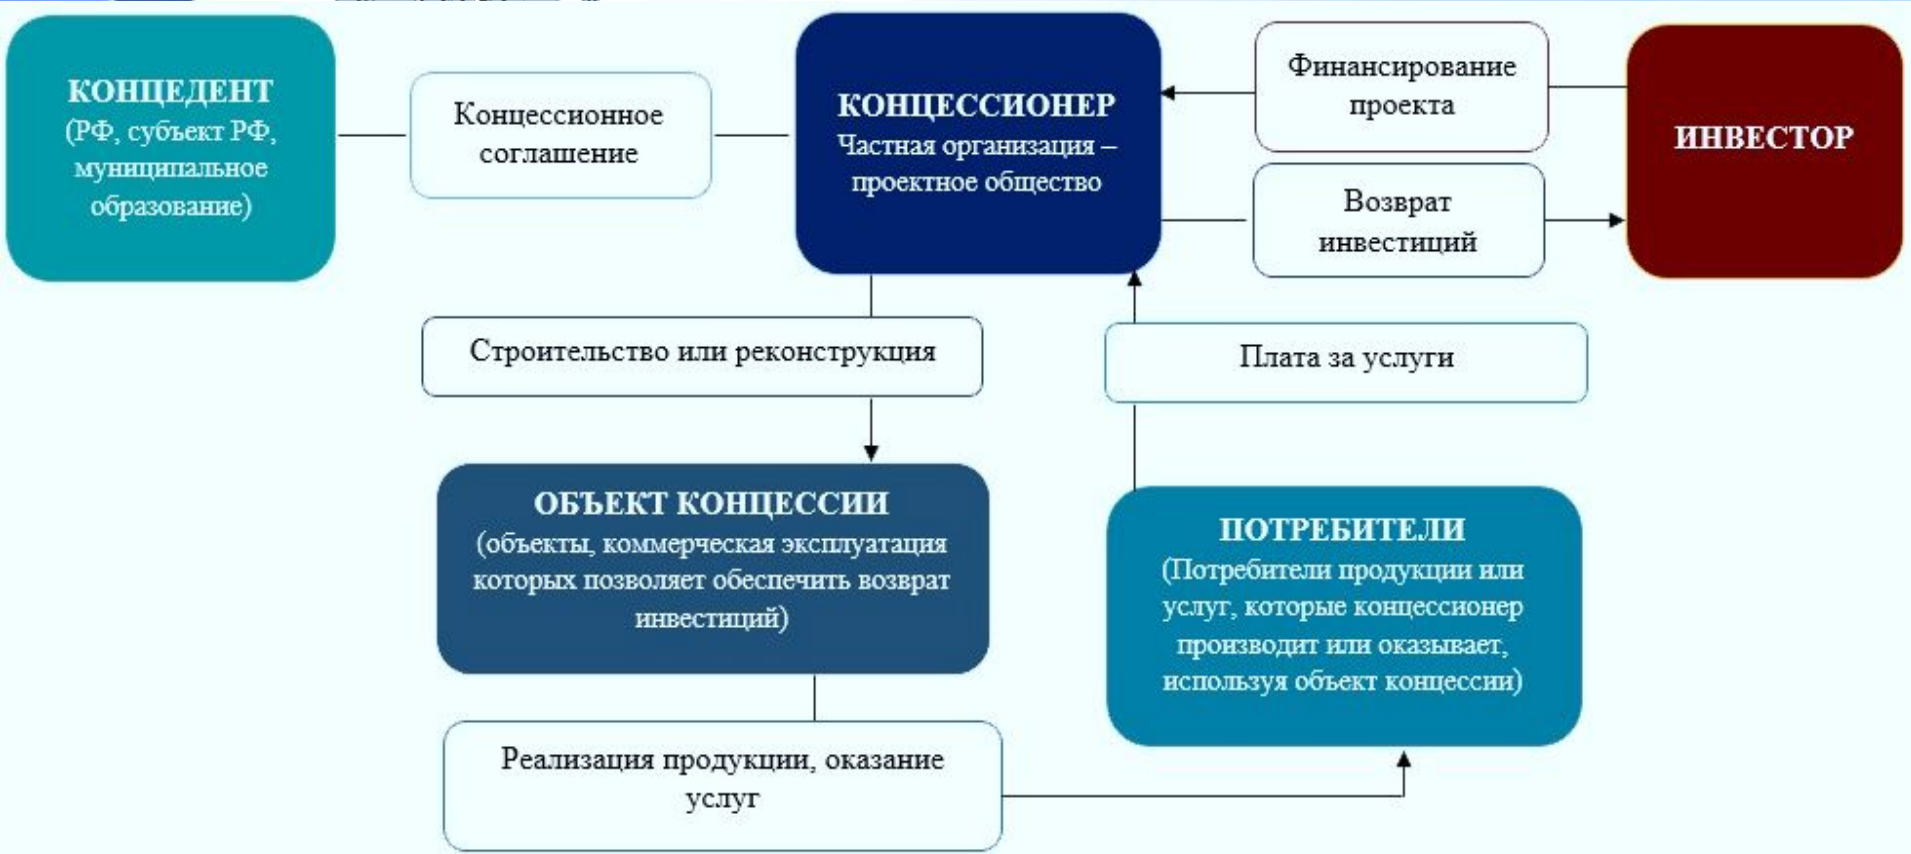 КОНЦЕДЕНТ
(РФ, субъект РФ,
муниципальное
образование)
Концессионное
соглашение
КОНЦЕССИОНЕР
Частная организация –
проектное общество
Финансирование
проекта
Возврат
инвестиций
ИНВЕСТОР
Строительство или реконструкция
Плата за услуги
ОБЪЕКТ КОНЦЕССИИ
(объекты, коммерческая эксплуатация
которых позволяет обеспечить возврат
инвестиций)
ПОТРЕБИТЕЛИ
(Потребители продукции или
услуг, которые концессионер
производит или оказывает,
используя объект концессии)
Реализация продукции, оказание
услуг